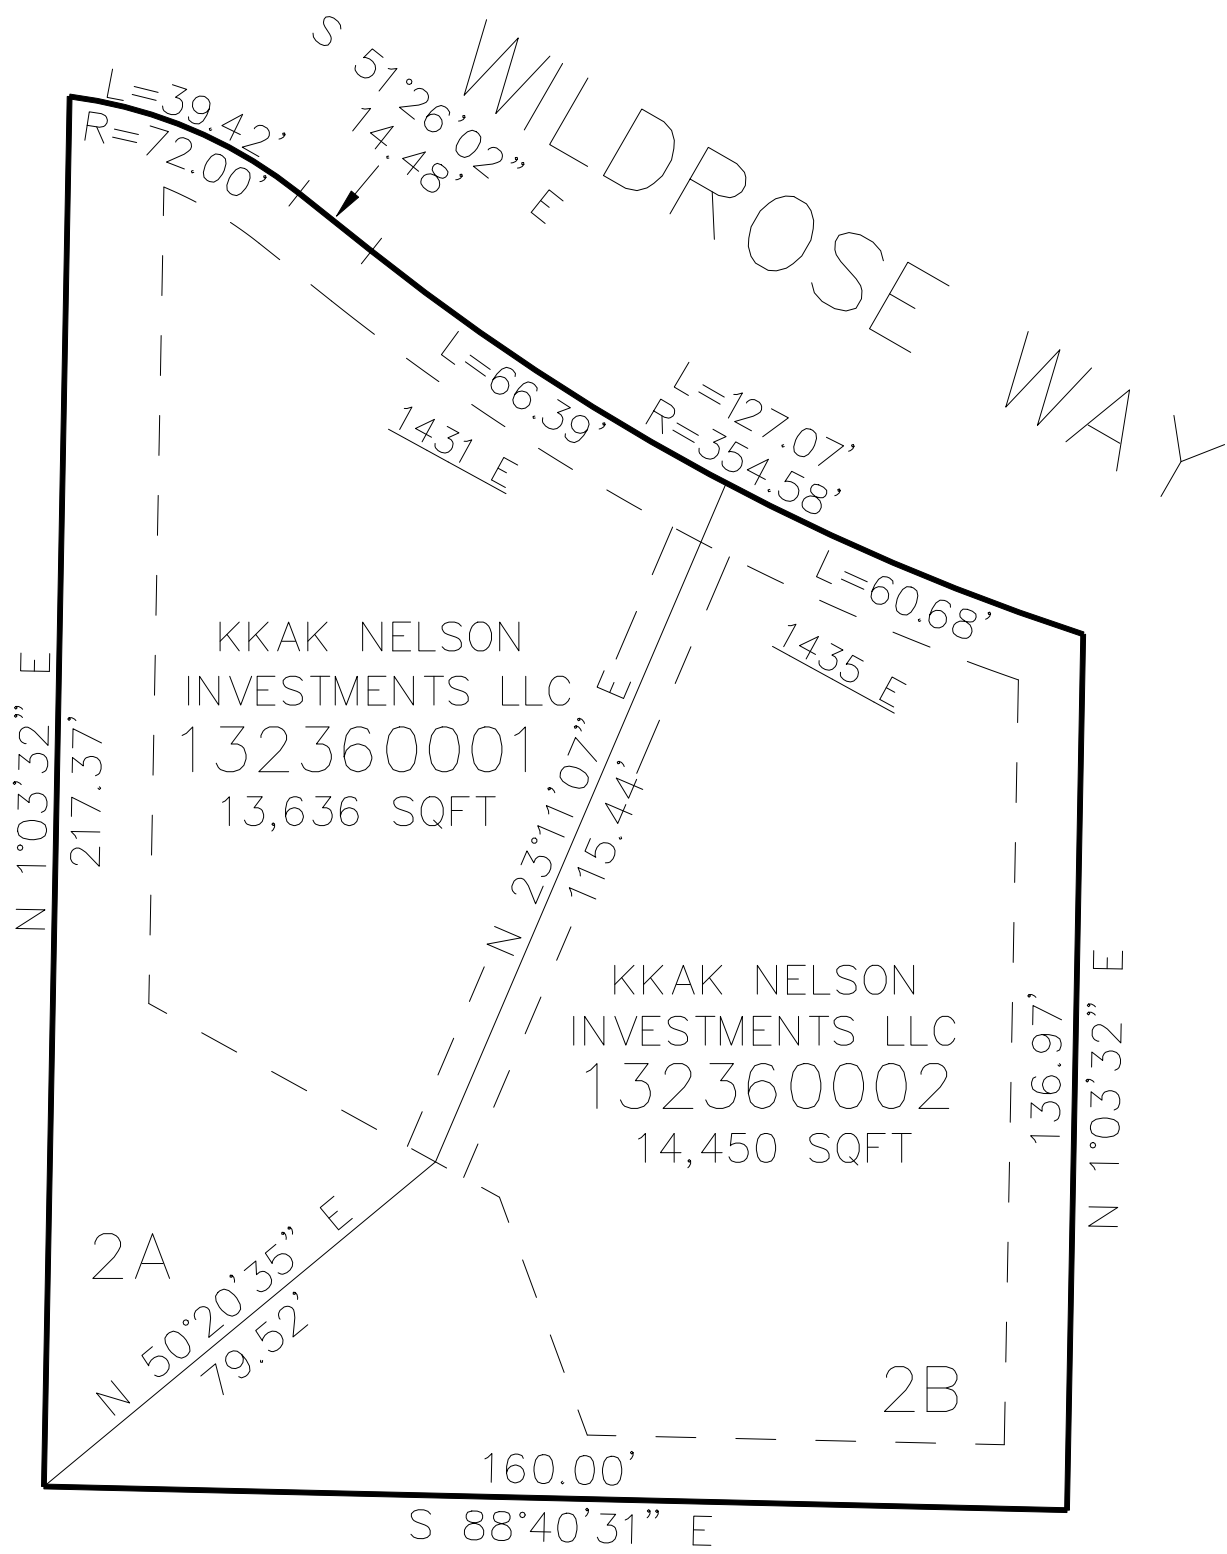 WILDROSE WAY
S 51°26'02" E
14.48'
L=39.42'
R=72.00'
L=66.39'
1431 E
L=127.07'
R=354.58'
L=60.68'
1435 E
KKAK NELSON
INVESTMENTS LLC
132360001
13,636 SQFT
N 1°03'32" E
217.37'
N 23°11'07" E
115.44'
KKAK NELSON
INVESTMENTS LLC
132360002
14,450 SQFT
136.97'
N 1°03'32" E
2A
N 50°20'35" E
79.52'
2B
160.00'
S 88°40'31" E